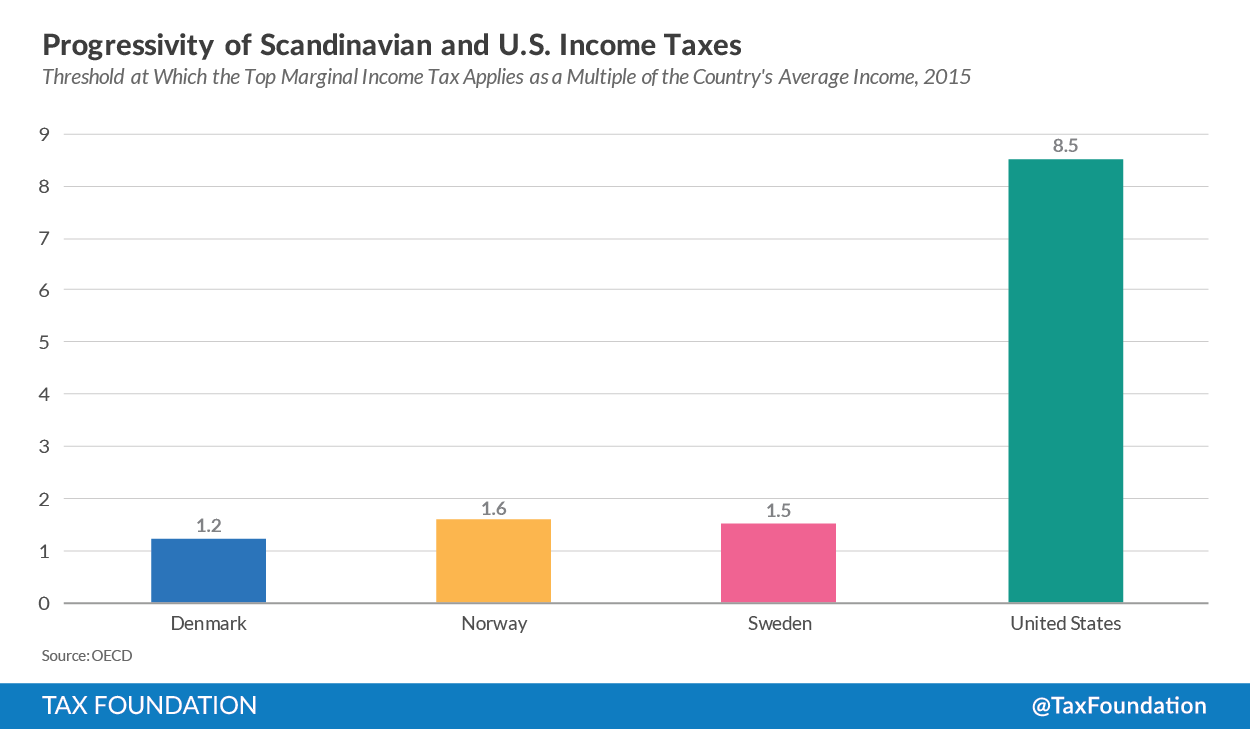 Progressivity of Scandinavian and U.S. Income Taxes
Threshold at Which the Top Marginal Income Tax Applies as a Multiple of the Country's Average Income, 2015
9
8
7
6
5
4
3
2
1
0
1.2
1.6
1.5
8.5
Denmark
Norway
Sweden
United States
Source: OECD
TAX FOUNDATION
@TaxFoundation